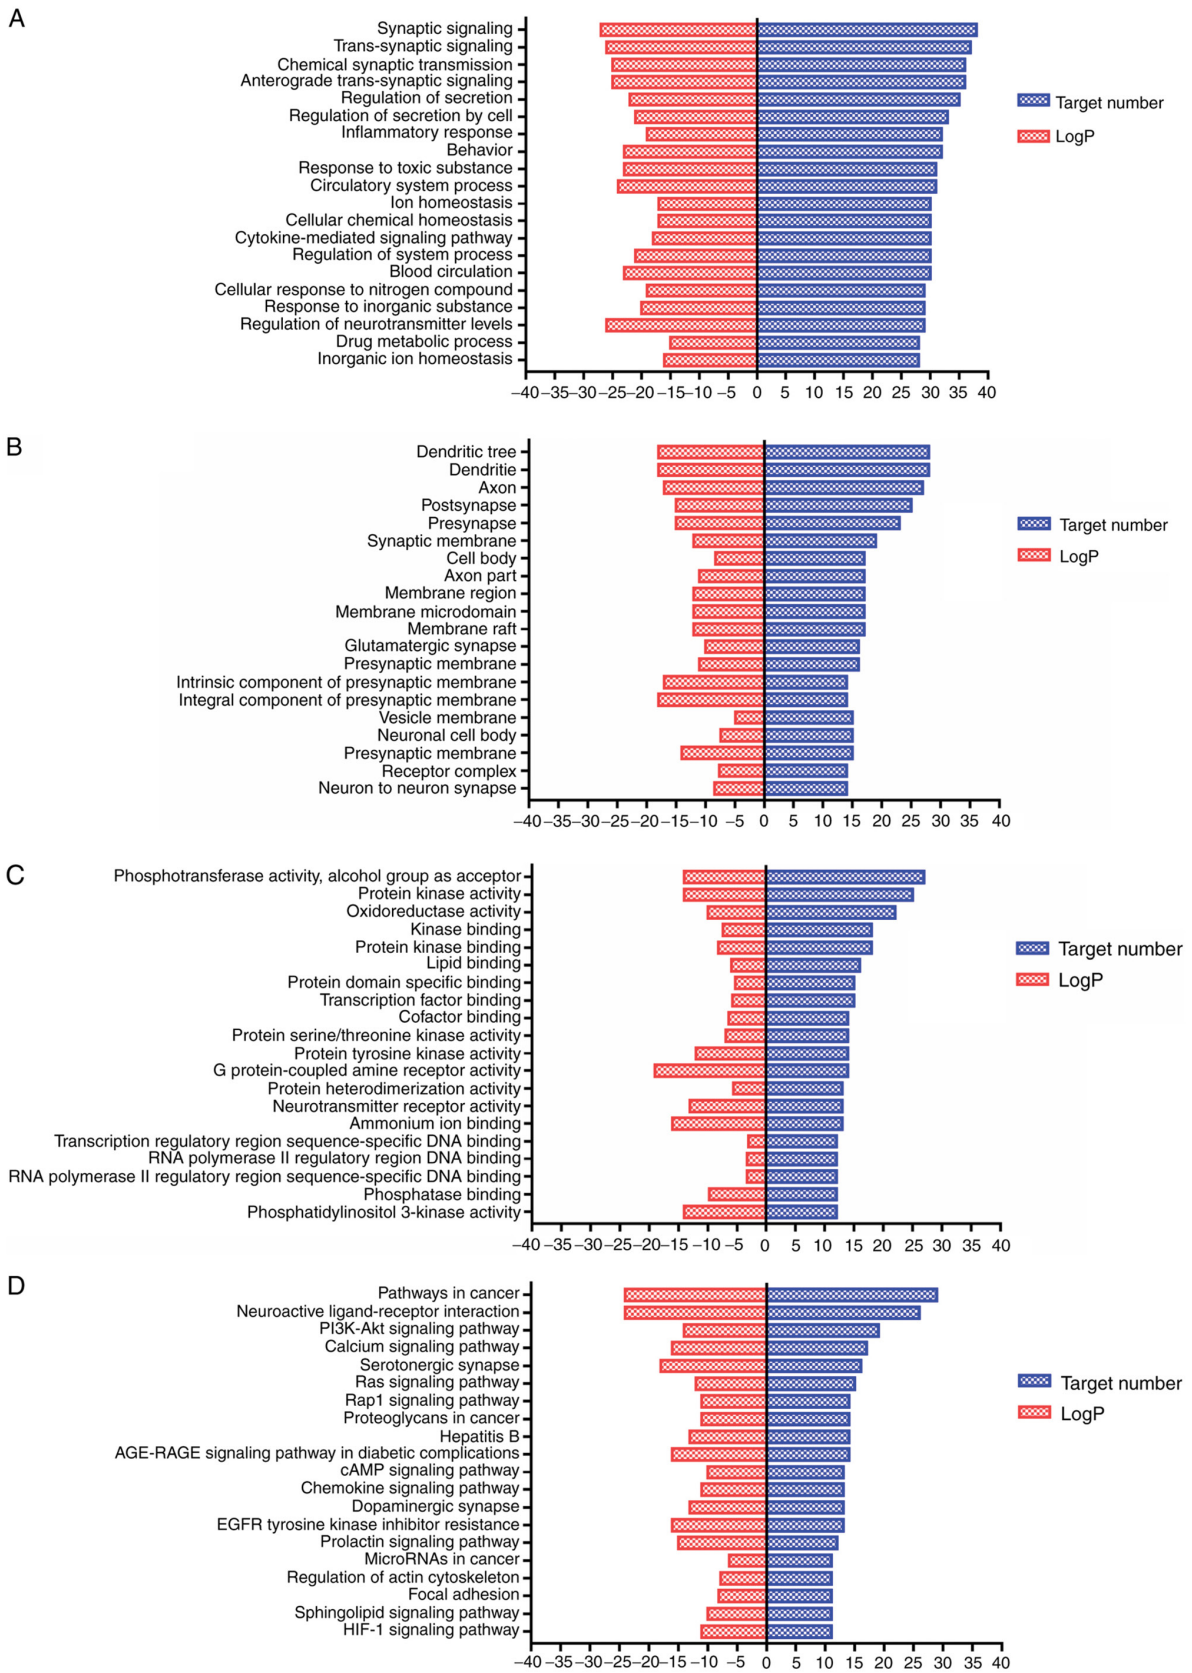 A
Synaptic signaling
Trans-synaptic signaling
Chemical synaptic transmission
Anterograde trans-synaptic signaling
Regulation of secretion
Regulation of secretion by cell
Inflammatory response
Behavior
Response to toxic substance
Circulatory system process
Ion homeostasis
Cellular chemical homeostasis
Cytokine-mediated signaling pathway
Regulation of system process
Blood circulation
Cellular response to nitrogen compound
Response to inorganic substance
Regulation of neurotransmitter levels
Drug metabolic process
Inorganic ion homeostasis
Target number
LogP
–40 –35 –30 –25 –20 –15 –10 –5 0 5 10 15 20 25 30 35 40
B
Dendritic tree
Dendritie
Axon
Postsynapse
Presynapse
Synaptic membrane
Cell body
Axon part
Membrane region
Membrane microdomain
Membrane raft
Glutamatergic synapse
Presynaptic membrane
Intrinsic component of presynaptic membrane
Integral component of presynaptic membrane
Vesicle membrane
Neuronal cell body
Presynaptic membrane
Receptor complex
Neuron to neuron synapse
Target number
LogP
–40 –35 –30 –25 –20 –15 –10 –5 0 5 10 15 20 25 30 35 40
C
Phosphotransferase activity, alcohol group as acceptor
Protein kinase activity
Oxidoreductase activity
Kinase binding
Protein kinase binding
Lipid binding
Protein domain specific binding
Transcription factor binding
Cofactor binding
Protein serine/threonine kinase activity
Protein tyrosine kinase activity
G protein-coupled amine receptor activity
Protein heterodimerization activity
Neurotransmitter receptor activity
Ammonium ion binding
Transcription regulatory region sequence-specific DNA binding
RNA polymerase II regulatory region DNA binding
RNA polymerase II regulatory region sequence-specific DNA binding
Phosphatase binding
Phosphatidylinositol 3-kinase activity
Target number
LogP
–40 –35 –30 –25 –20 –15 –10 –5 0 5 10 15 20 25 30 35 40
D
Pathways in cancer
Neuroactive ligand-receptor interaction
PI3K-Akt signaling pathway
Calcium signaling pathway
Serotonergic synapse
Ras signaling pathway
Rap1 signaling pathway
Proteoglycans in cancer
Hepatitis B
AGE-RAGE signaling pathway in diabetic complications
cAMP signaling pathway
Chemokine signaling pathway
Dopaminergic synapse
EGFR tyrosine kinase inhibitor resistance
Prolactin signaling pathway
MicroRNAs in cancer
Regulation of actin cytoskeleton
Focal adhesion
Sphingolipid signaling pathway
HIF-1 signaling pathway
Target number
LogP
–40 –35 –30 –25 –20 –15 –10 –5 0 5 10 15 20 25 30 35 40